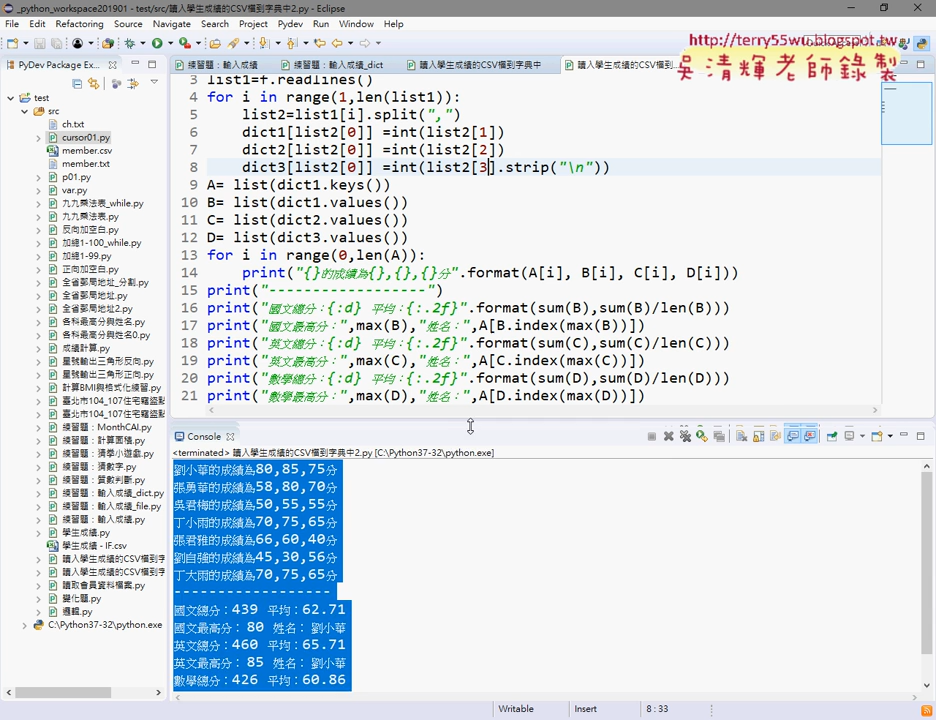 _python_workspace201901 - test/src/讀入學生成績的CSV檔到字典中2.py - Eclipse
File Edit Refactoring Source Navigate Search Project Pydev Run Window Help
http://terry55wu.blogspot.tw
吳清輝老師錄製
PyDev Package Ex...
練習題：輸入成績
練習題：輸入成績_dict
讀入學生成績的CSV檔到字典中
讀入學生成績的CSV檔到...
test
src
ch.txt
cursor01.py
member.csv
member.txt
p01.py
var.py
九九乘法表_while.py
九九乘法表.py
反向加空白.py
加總1-100_while.py
加總1-99.py
正向加空白.py
全省郵局地址_分割.py
全省郵局地址2.py
各科最高分與姓名.py
各科最高分與姓名0.py
成績計算.py
星號輸出三角形反向.py
星號輸出三角形正向.py
計算BMI與格式化練習.py
臺北市104_107住宅竊盜點
臺北市104_107住宅竊盜點
練習題：MonthCAI.py
練習題：計算面積.py
練習題：猜學小遊戲.py
練習題：猜數字.py
練習題：質數判斷.py
練習題：輸入成績_dict.py
練習題：輸入成績_file.py
練習題：輸入成績.py
學生成績.py
學生成績 - IF.csv
讀入學生成績的CSV檔到字
讀入學生成績的CSV檔到字
讀取會員資料檔案.py
變化題.py
邏輯.py
C:\Python37-32\python.exe
3 list1=f.readlines()
4 for i in range(1,len(list1)):
5 list2=list1[i].split(",")
6 dict1[list2[0]] =int(list2[1])
7 dict2[list2[0]] =int(list2[2])
8 dict3[list2[0]] =int(list2[3].strip("\n"))
9 A= list(dict1.keys())
10 B= list(dict1.values())
11 C= list(dict2.values())
12 D= list(dict3.values())
13 for i in range(0,len(A)):
14 print("{}的成績為{},{},{}分".format(A[i], B[i], C[i], D[i]))
15 print("------------------")
16 print("國文總分：{:d} 平均：{:.2f}".format(sum(B),sum(B)/len(B)))
17 print("國文最高分：",max(B),"姓名：",A[B.index(max(B))])
18 print("英文總分：{:d} 平均：{:.2f}".format(sum(C),sum(C)/len(C)))
19 print("英文最高分：",max(C),"姓名：",A[C.index(max(C))])
20 print("數學總分：{:d} 平均：{:.2f}".format(sum(D),sum(D)/len(D)))
21 print("數學最高分：",max(D),"姓名：",A[D.index(max(D))])
Console
<terminated> 讀入學生成績的CSV檔到字典中2.py [C:\Python37-32\python.exe]
劉小華的成績為80,85,75分
張勇華的成績為58,80,70分
吳君梅的成績為50,55,55分
丁小雨的成績為70,75,65分
張君雅的成績為66,60,40分
劉自強的成績為45,30,56分
丁大雨的成績為70,75,65分
------------------
國文總分：439 平均：62.71
國文最高分： 80 姓名： 劉小華
英文總分：460 平均：65.71
英文最高分： 85 姓名： 劉小華
數學總分：426 平均：60.86
Writable Insert 8 : 33